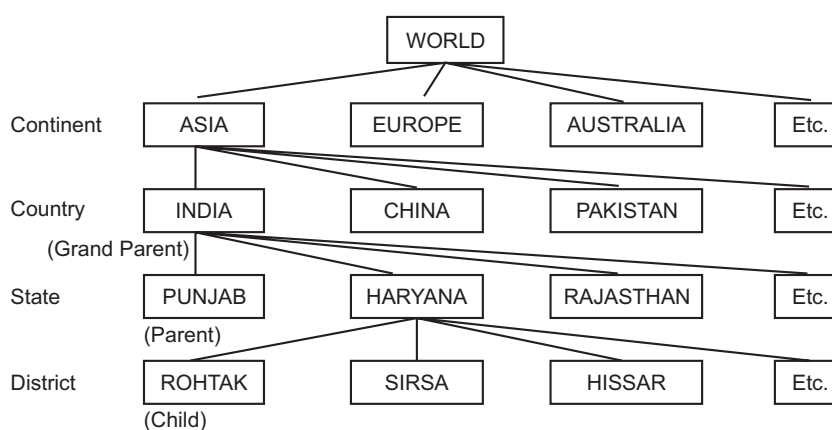 WORLD
Continent ASIA EUROPE AUSTRALIA Etc.
Country INDIA CHINA PAKISTAN Etc.
(Grand Parent)
State PUNJAB HARYANA RAJASTHAN Etc.
(Parent)
District ROHTAK SIRSA HISSAR Etc.
(Child)